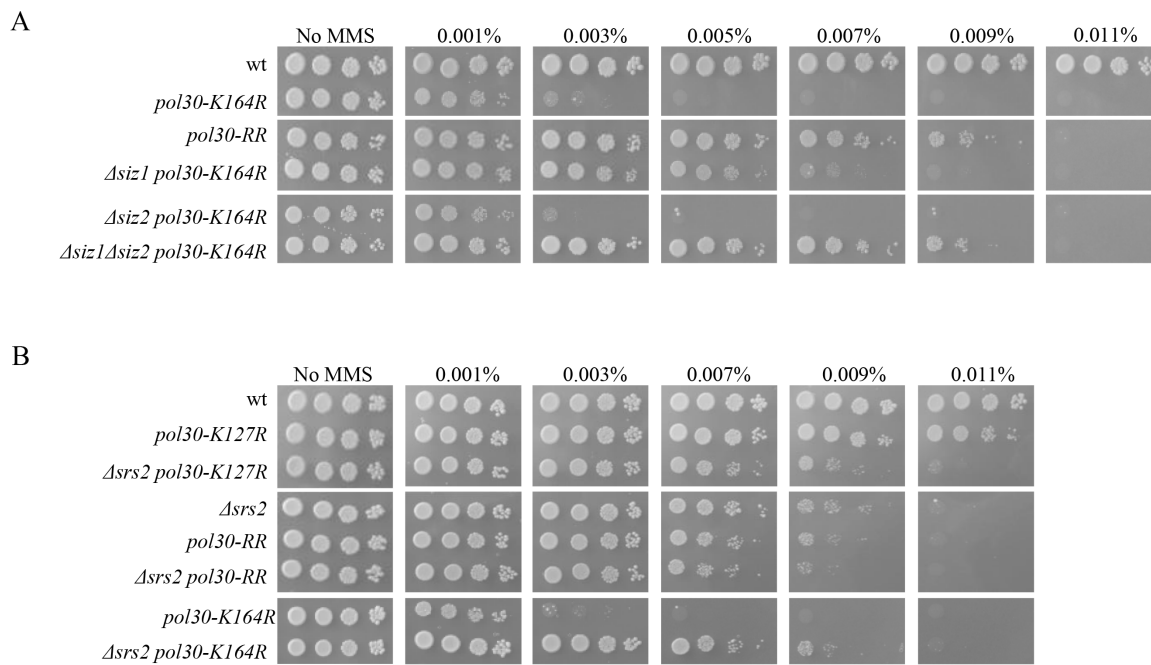 A
No MMS 0.001% 0.003% 0.005% 0.007% 0.009% 0.011%
wt
pol30-K164R
pol30-RR
Δsiz1 pol30-K164R
Δsiz2 pol30-K164R
Δsiz1Δsiz2 pol30-K164R
B
No MMS 0.001% 0.003% 0.007% 0.009% 0.011%
wt
pol30-K127R
Δsrs2 pol30-K127R
Δsrs2
pol30-RR
Δsrs2 pol30-RR
pol30-K164R
Δsrs2 pol30-K164R